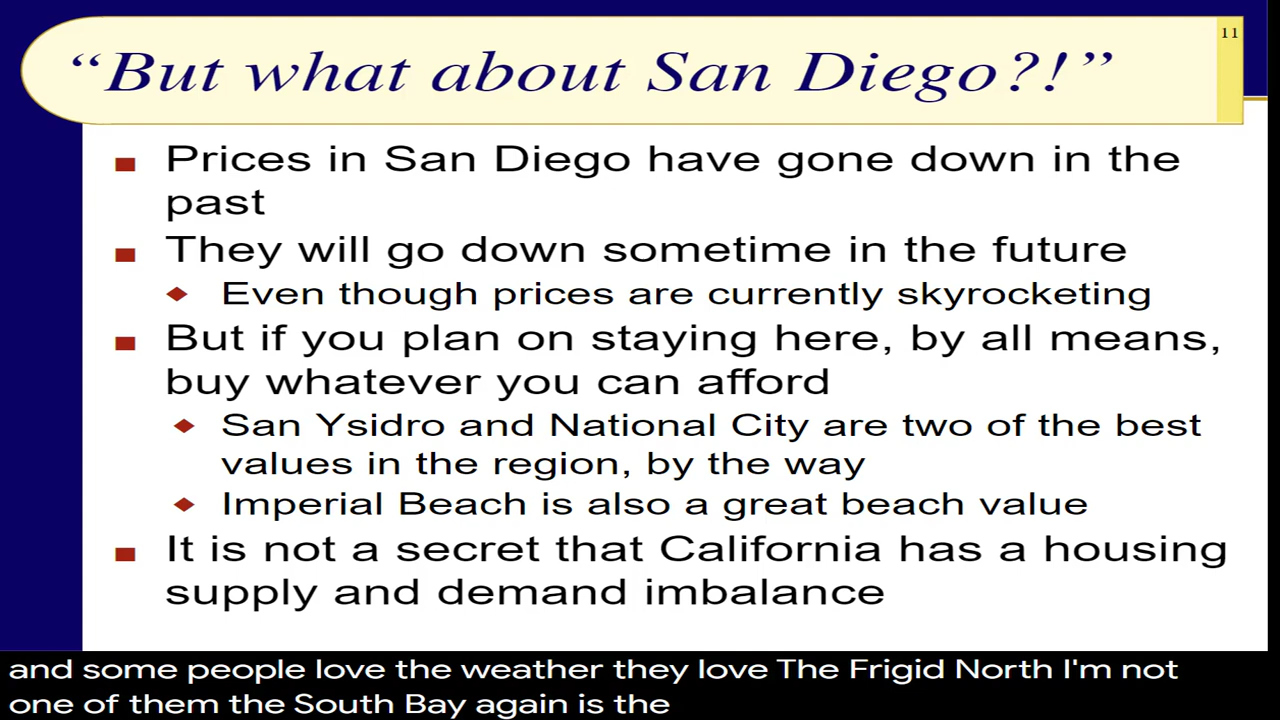 11
“But what about San Diego?!”
Prices in San Diego have gone down in the
past
They will go down sometime in the future
Even though prices are currently skyrocketing
But if you plan on staying here, by all means,
buy whatever you can afford
San Ysidro and National City are two of the best
values in the region, by the way
Imperial Beach is also a great beach value
It is not a secret that California has a housing
supply and demand imbalance
and some people love the weather they love The Frigid North I'm not
one of them the South Bay again is the